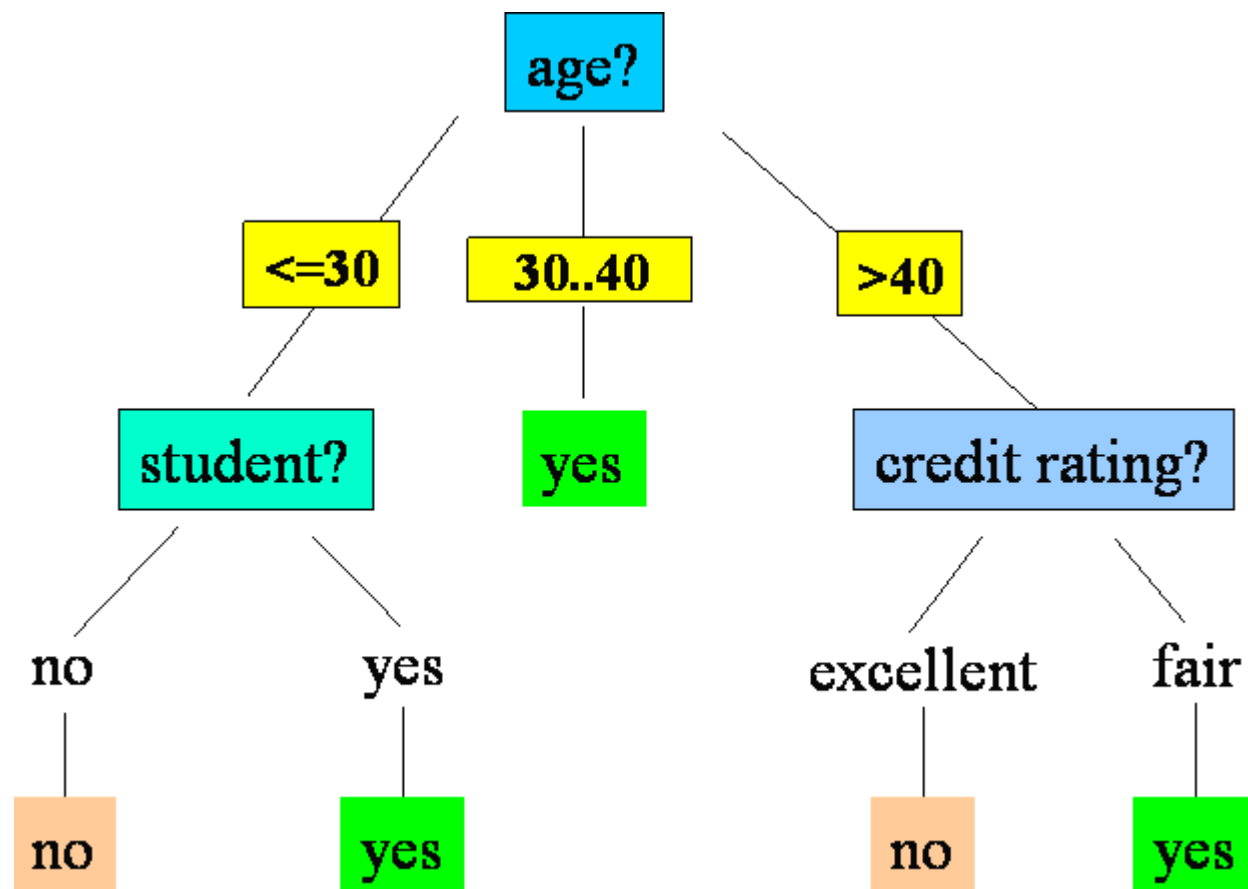 age?
<=30
30..40
>40
student?
yes
credit rating?
no
yes
excellent
fair
no
yes
no
yes